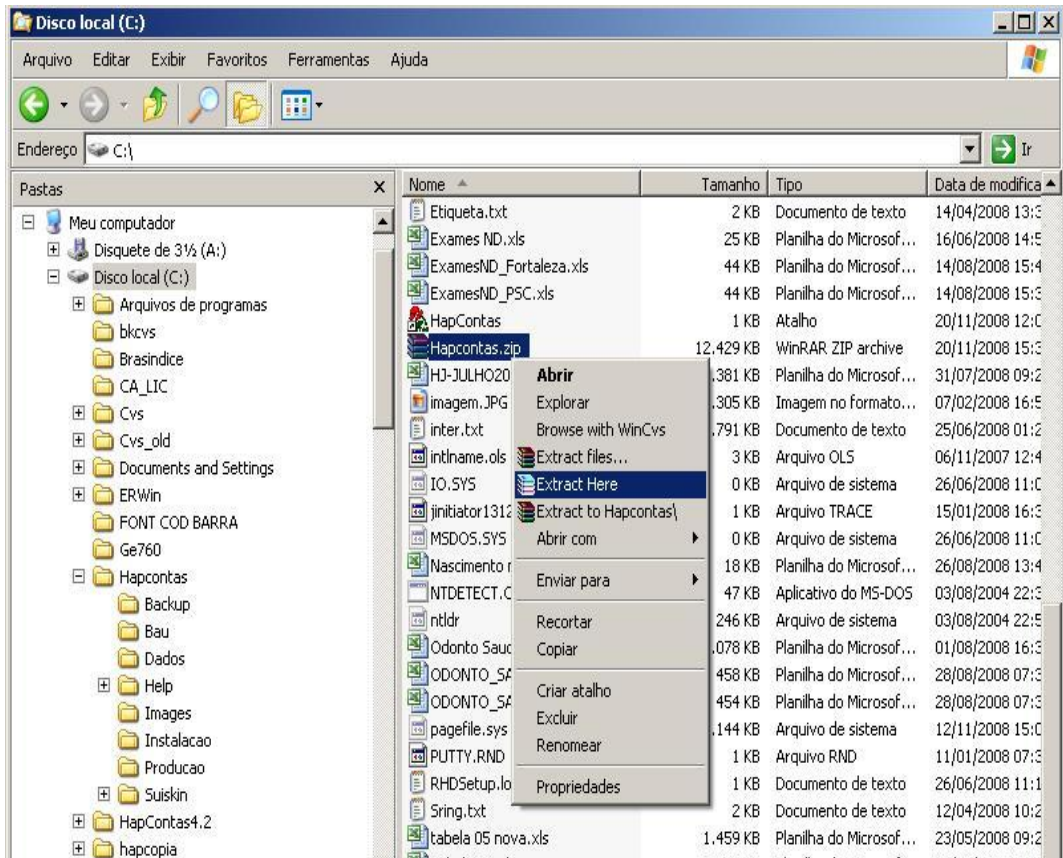 Disco local (C:)
Arquivo Editar Exibir Favoritos Ferramentas Ajuda
Endereço C:\ Ir
Pastas
Meu computador
Disquete de 3½ (A:)
Disco local (C:)
Arquivos de programas
bkcvs
Brasindice
CA_LIC
Cvs
Cvs_old
Documents and Settings
ERWin
FONT COD BARRA
Ge760
Hapcontas
Backup
Bau
Dados
Help
Images
Instalacao
Producao
Suiskin
HapContas4.2
hapcopia
Nome Tamanho Tipo Data de modifica
Etiqueta.txt 2 KB Documento de texto 14/04/2008 13:3
Exames ND.xls 25 KB Planilha do Microsof... 16/06/2008 14:5
ExamesND_Fortaleza.xls 44 KB Planilha do Microsof... 14/08/2008 15:4
ExamesND_PSC.xls 44 KB Planilha do Microsof... 14/08/2008 15:3
HapContas 1 KB Atalho 20/11/2008 12:0
Hapcontas.zip 12.429 KB WinRAR ZIP archive 20/11/2008 15:3
HJ-JULHO20 .381 KB Planilha do Microsof... 31/07/2008 09:2
imagem.JPG .305 KB Imagem no formato... 07/02/2008 16:5
inter.txt .791 KB Documento de texto 25/06/2008 01:2
intlname.ols 3 KB Arquivo OLS 06/11/2007 12:4
IO.SYS 0 KB Arquivo de sistema 26/06/2008 11:0
jinitiator1312 1 KB Arquivo TRACE 15/01/2008 16:3
MSDOS.SYS 0 KB Arquivo de sistema 26/06/2008 11:0
Nascimento 18 KB Planilha do Microsof... 26/08/2008 13:4
NTDETECT.C 47 KB Aplicativo do MS-DOS 03/08/2004 22:3
ntldr 246 KB Arquivo de sistema 03/08/2004 22:5
Odonto Saud .078 KB Planilha do Microsof... 01/08/2008 16:3
ODONTO_SA 458 KB Planilha do Microsof... 28/08/2008 07:3
ODONTO_SA 454 KB Planilha do Microsof... 28/08/2008 07:3
pagefile.sys .144 KB Arquivo de sistema 12/11/2008 15:0
PUTTY.RND 1 KB Arquivo RND 11/01/2008 07:3
RHDSetup.lo 1 KB Documento de texto 26/06/2008 11:1
Sring.txt 2 KB Documento de texto 12/04/2008 10:2
tabela 05 nova.xls 1.459 KB Planilha do Microsof... 23/05/2008 09:2
Abrir
Explorar
Browse with WinCvs
Extract files...
Extract Here
Extract to Hapcontas\
Abrir com
Enviar para
Recortar
Copiar
Criar atalho
Excluir
Renomear
Propriedades